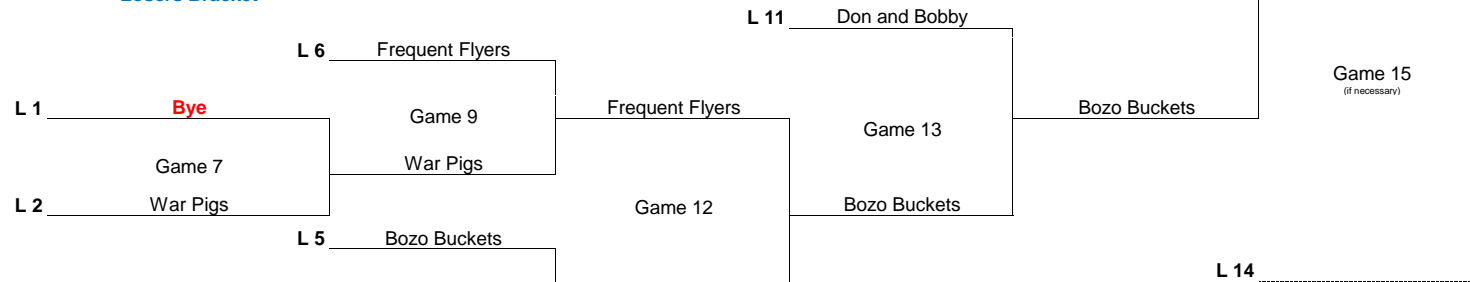 Losers Bracket
L 11 Don and Bobby
L 6 Frequent Flyers
Game 15
(if necessary)
L 1 Bye
Frequent Flyers
Bozo Buckets
Game 9
Game 13
War Pigs
Game 7
L 2 War Pigs
Game 12
Bozo Buckets
L 5 Bozo Buckets
L 14